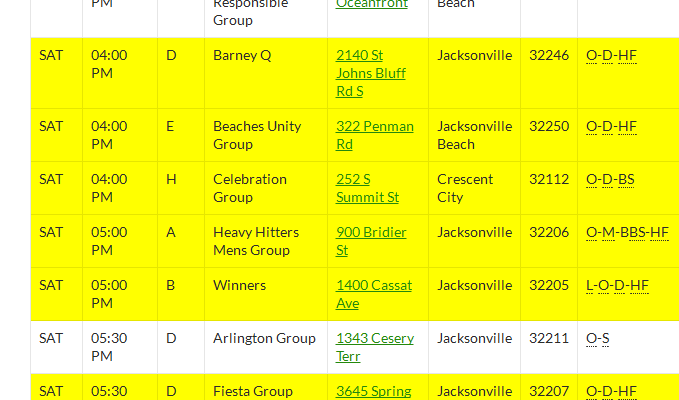 PM Responsible Oceanfront Beach
Group
SAT 04:00 D Barney Q 2140 St Jacksonville 32246 O-D-HF
PM Johns Bluff
Rd S
SAT 04:00 E Beaches Unity 322 Penman Jacksonville 32250 O-D-HF
PM Group Rd Beach
SAT 04:00 H Celebration 252 S Crescent 32112 O-D-BS
PM Group Summit St City
SAT 05:00 A Heavy Hitters 900 Bridier Jacksonville 32206 O-M-BBS-HF
PM Mens Group St
SAT 05:00 B Winners 1400 Cassat Jacksonville 32205 L-O-D-HF
PM Ave
SAT 05:30 D Arlington Group 1343 Cesery Jacksonville 32211 O-S
PM Terr
SAT 05:30 D Fiesta Group 3645 Spring Jacksonville 32207 O-D-HF